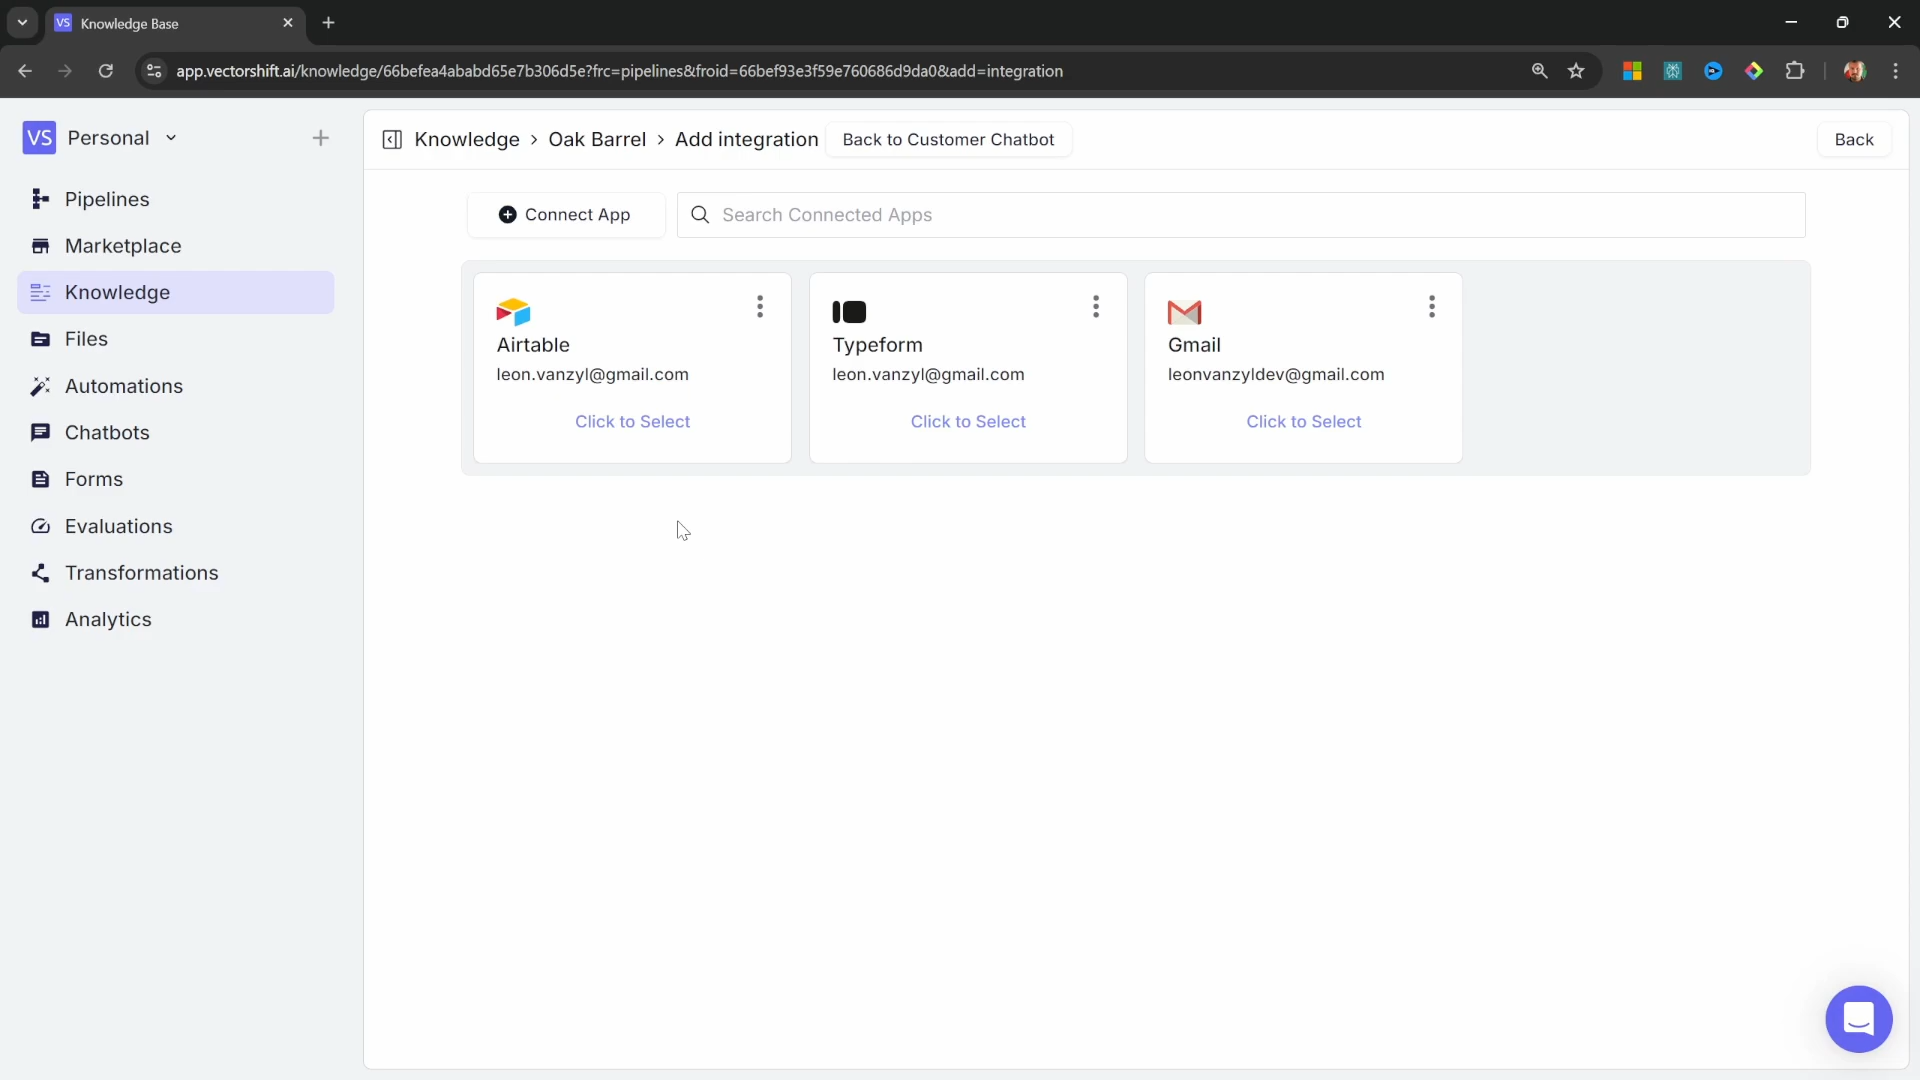 VS Knowledge Base
app.vectorshift.ai/knowledge/66befea4ababd65e7b306d5e?frc=pipelines&froid=66bef93e3f59e760686d9da0&add=integration
VS Personal
Knowledge > Oak Barrel > Add integration Back to Customer Chatbot Back
Pipelines
Marketplace
Knowledge
Files
Automations
Chatbots
Forms
Evaluations
Transformations
Analytics
Connect App Search Connected Apps
Airtable
leon.vanzyl@gmail.com
Click to Select
Typeform
leon.vanzyl@gmail.com
Click to Select
Gmail
leonvanzyldev@gmail.com
Click to Select